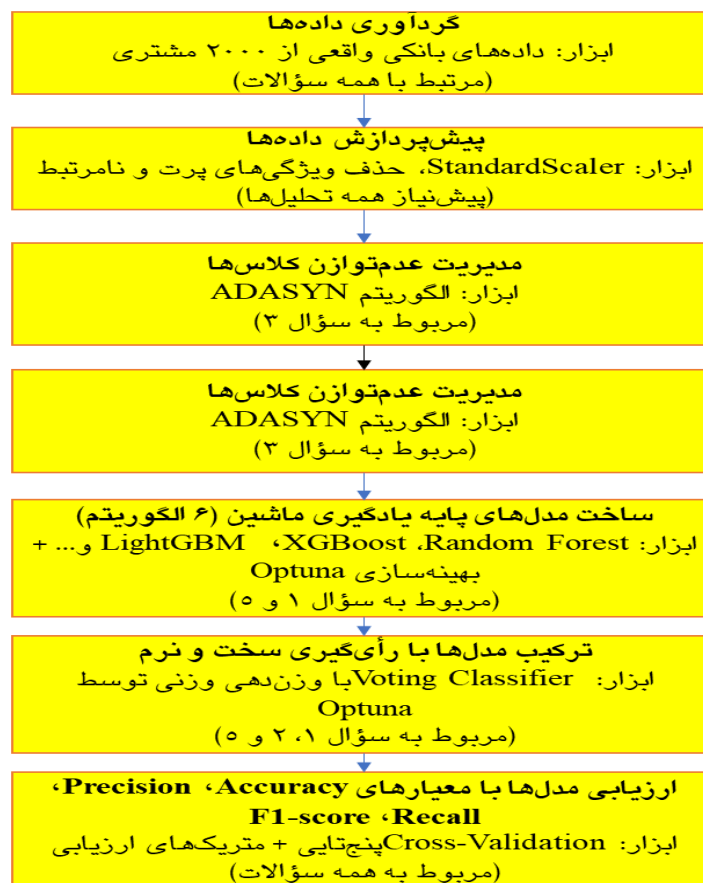 گردآوری داده‌ها
ابزار: داده‌های بانکی واقعی از ۲۰۰۰ مشتری
(مرتبط با همه سؤالات)
پیش‌پردازش داده‌ها
ابزار: StandardScaler، حذف ویژگی‌های پرت و نامرتبط
(پیش‌نیاز همه تحلیل‌ها)
مدیریت عدم‌توازن کلاس‌ها
ابزار: الگوریتم ADASYN
(مربوط به سؤال ۳)
مدیریت عدم‌توازن کلاس‌ها
ابزار: الگوریتم ADASYN
(مربوط به سؤال ۳)
ساخت مدل‌های پایه یادگیری ماشین (۶ الگوریتم)
ابزار: Random Forest، XGBoost، LightGBM و... +
بهینه‌سازی Optuna
(مربوط به سؤال ۱ و ۵)
ترکیب مدل‌ها با رأی‌گیری سخت و نرم
ابزار: Voting Classifier با وزن‌دهی وزنی توسط
Optuna
(مربوط به سؤال ۱، ۲ و ۵)
ارزیابی مدل‌ها با معیارهای Accuracy، Precision،
Recall، F1-score
ابزار: Cross-Validation پنج‌تایی + متریک‌های ارزیابی
(مربوط به همه سؤالات)